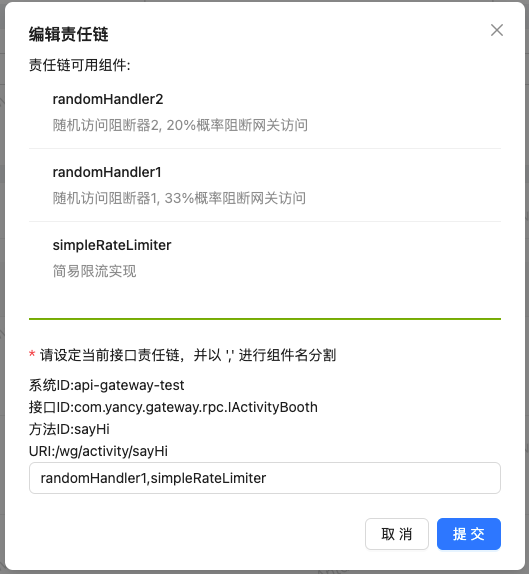 编辑责任链
责任链可用组件:
randomHandler2
随机访问阻断器2, 20%概率阻断网关访问
randomHandler1
随机访问阻断器1, 33%概率阻断网关访问
simpleRateLimiter
简易限流实现
* 请设定当前接口责任链，并以 ',' 进行组件名分割
系统ID:api-gateway-test
接口ID:com.yancy.gateway.rpc.IActivityBooth
方法ID:sayHi
URI:/wg/activity/sayHi
randomHandler1,simpleRateLimiter
取 消
提 交